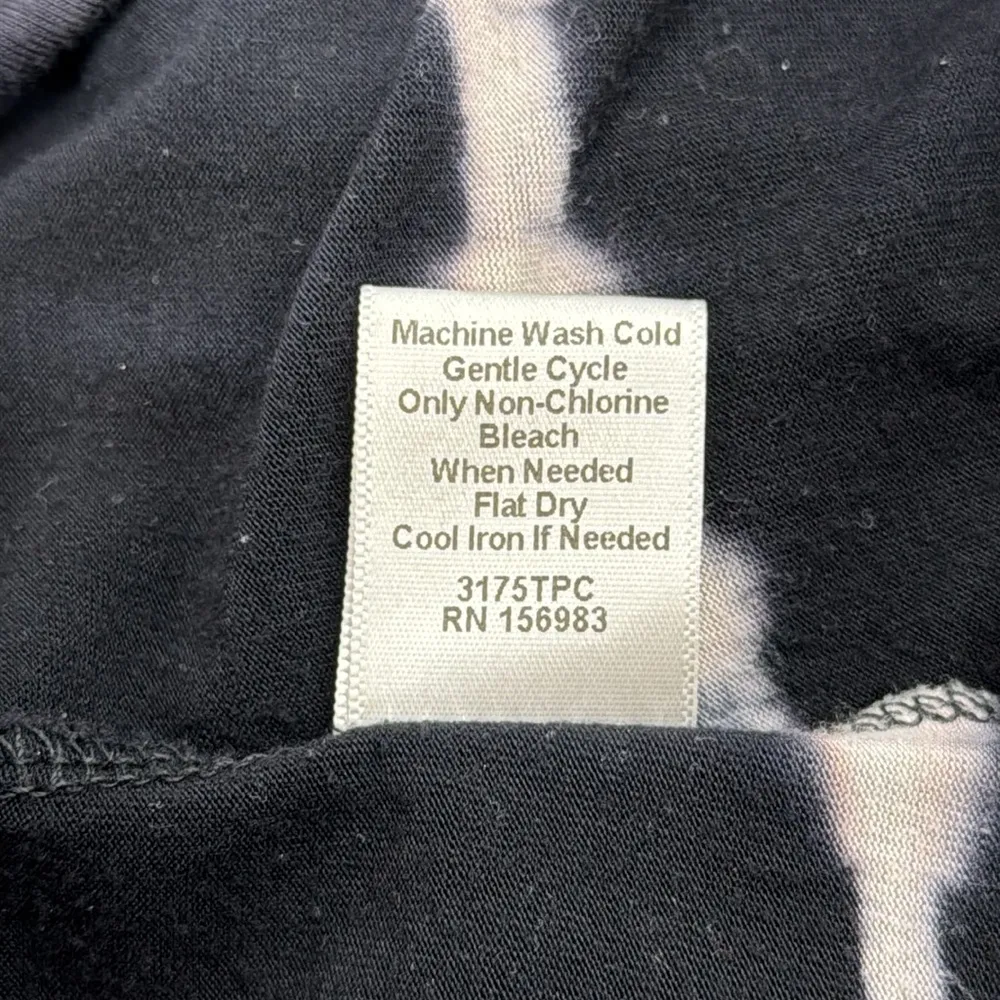 Machine Wash Cold
Gentle Cycle
Only Non-Chlorine
Bleach
When Needed
Flat Dry
Cool Iron If Needed
3175TPC
RN 156983